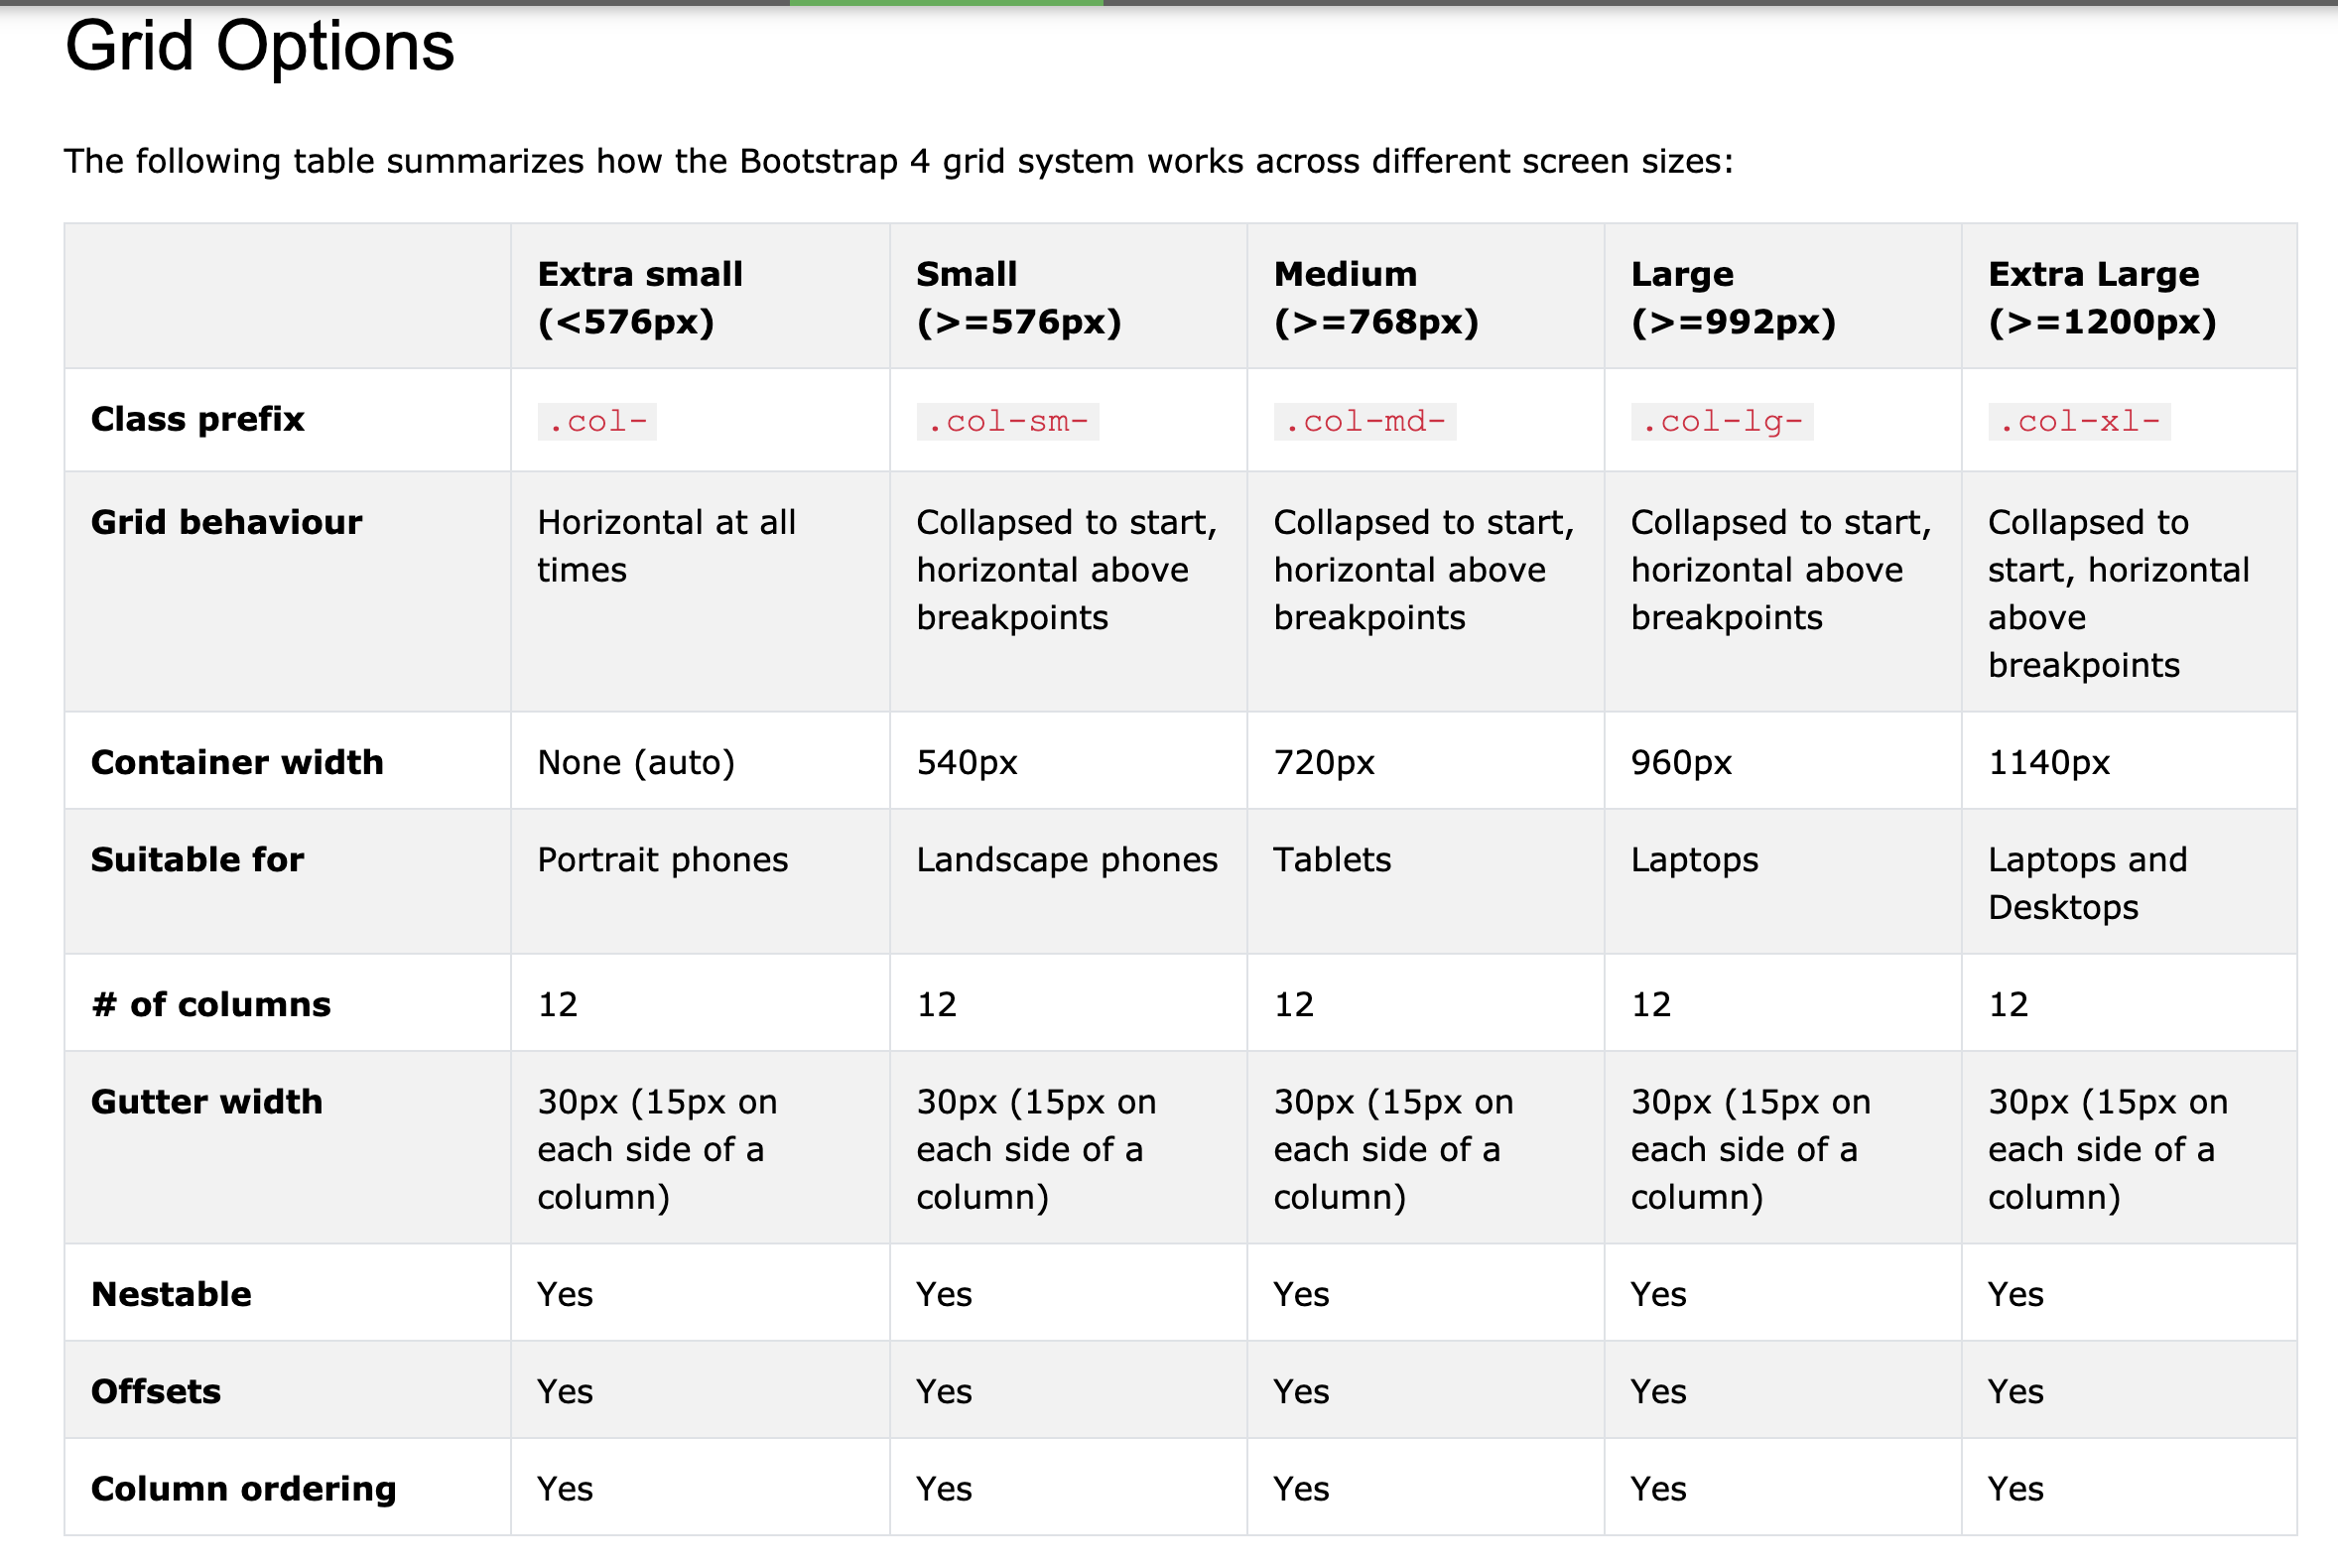 Grid Options
The following table summarizes how the Bootstrap 4 grid system works across different screen sizes:
Extra small (<576px) Small (>=576px) Medium (>=768px) Large (>=992px) Extra Large (>=1200px)
Class prefix .col- .col-sm- .col-md- .col-lg- .col-xl-
Grid behaviour Horizontal at all times Collapsed to start, horizontal above breakpoints Collapsed to start, horizontal above breakpoints Collapsed to start, horizontal above breakpoints Collapsed to start, horizontal above breakpoints
Container width None (auto) 540px 720px 960px 1140px
Suitable for Portrait phones Landscape phones Tablets Laptops Laptops and Desktops
# of columns 12 12 12 12 12
Gutter width 30px (15px on each side of a column) 30px (15px on each side of a column) 30px (15px on each side of a column) 30px (15px on each side of a column) 30px (15px on each side of a column)
Nestable Yes Yes Yes Yes Yes
Offsets Yes Yes Yes Yes Yes
Column ordering Yes Yes Yes Yes Yes